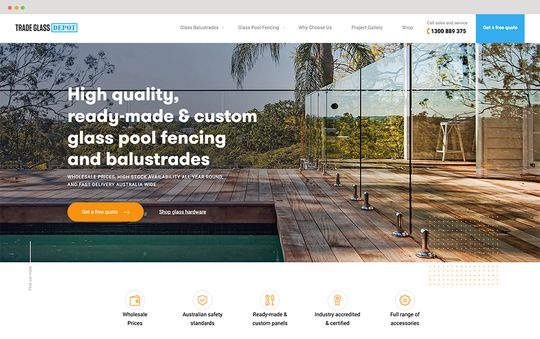 TRADE GLASS DEPOT
Glass Balustrades
Glass Pool Fencing
Why Choose Us
Project Gallery
Shop
Call sales and service
1300 889 375
Get a free quote
High quality,
ready-made & custom
glass pool fencing
and balustrades
WHOLESALE PRICES, HIGH STOCK AVAILABILITY ALL YEAR ROUND,
AND FAST DELIVERY AUSTRALIA WIDE
Get a free quote →
Shop glass hardware
Find out more
Wholesale
Prices
Australian safety
standards
Ready-made &
custom panels
Industry accredited
& certified
Full range of
accessories